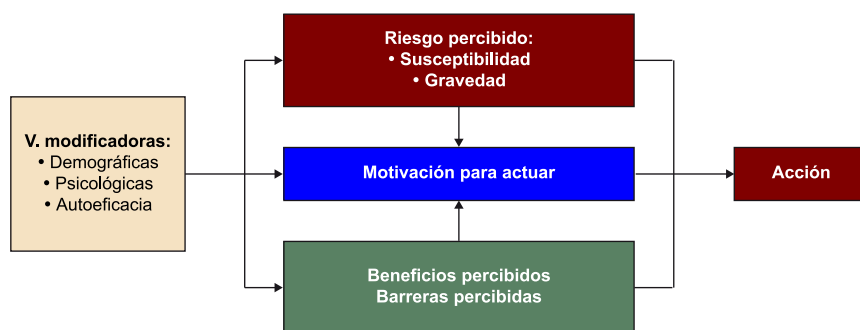 V. modificadoras:
• Demográficas
• Psicológicas
• Autoeficacia
Riesgo percibido:
• Susceptibilidad
• Gravedad
Motivación para actuar
Beneficios percibidos
Barreras percibidas
Acción